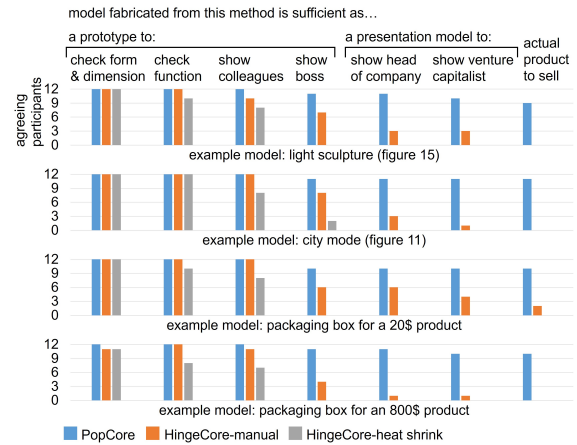 model fabricated from this method is sufficient as…
a prototype to:
a presentation model to:
actual
product
to sell
check form
& dimension
check
function
show
colleagues
show
boss
show head
of company
show venture
capitalist
agreeing
participants
12
9
6
3
0
example model: light sculpture (figure 15)
12
9
6
3
0
example model: city mode (figure 11)
12
9
6
3
0
example model: packaging box for a 20$ product
12
9
6
3
0
example model: packaging box for an 800$ product
PopCore
HingeCore-manual
HingeCore-heat shrink